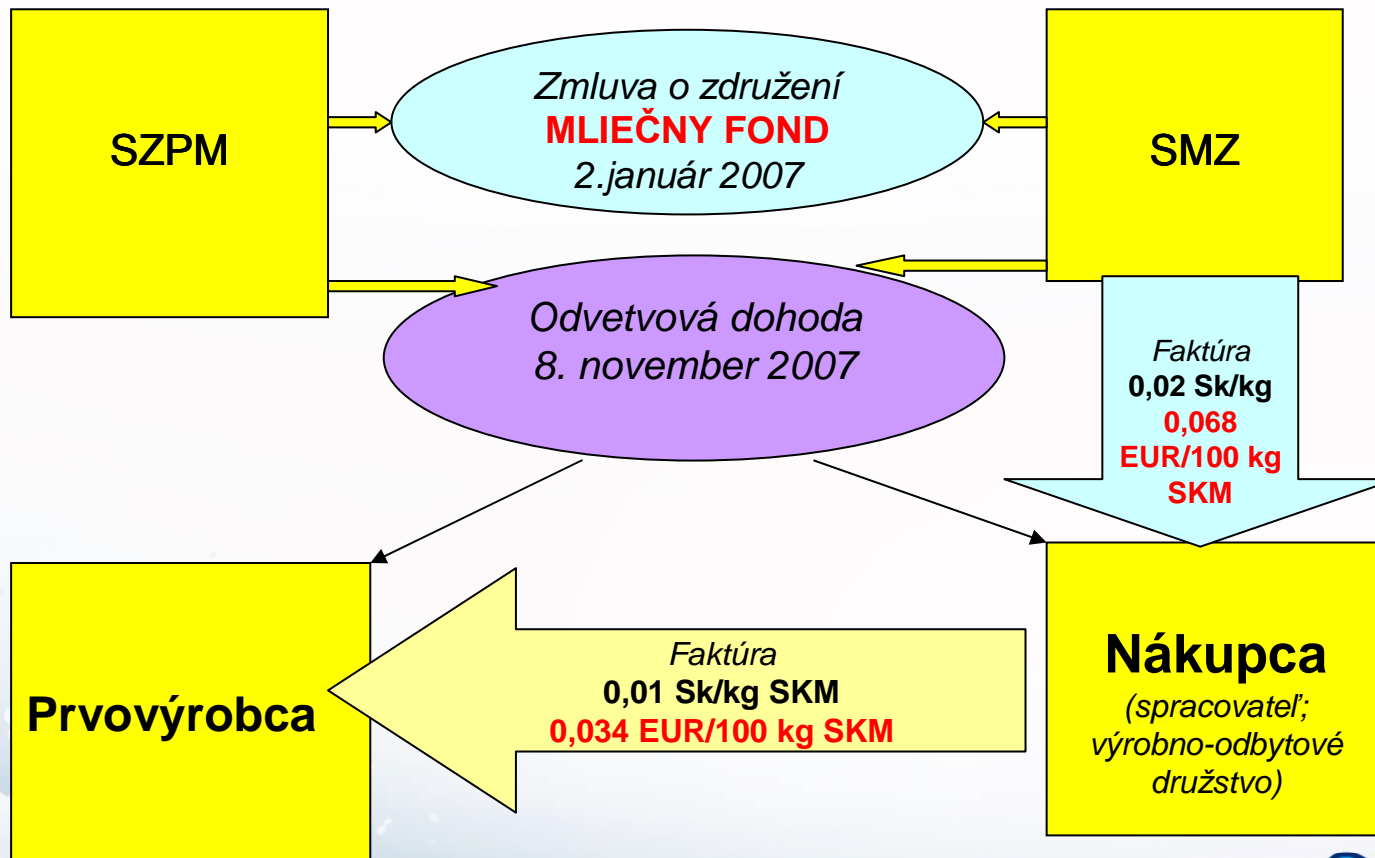 SZPM
Zmluva o združení
MLIEČNY FOND
2.január 2007
SMZ
Odvetvová dohoda
8. november 2007
Faktúra
0,02 Sk/kg
0,068
EUR/100 kg
SKM
Prvovýrobca
Faktúra
0,01 Sk/kg SKM
0,034 EUR/100 kg SKM
Nákupca
(spracovateľ;
výrobno-odbytové
družstvo)